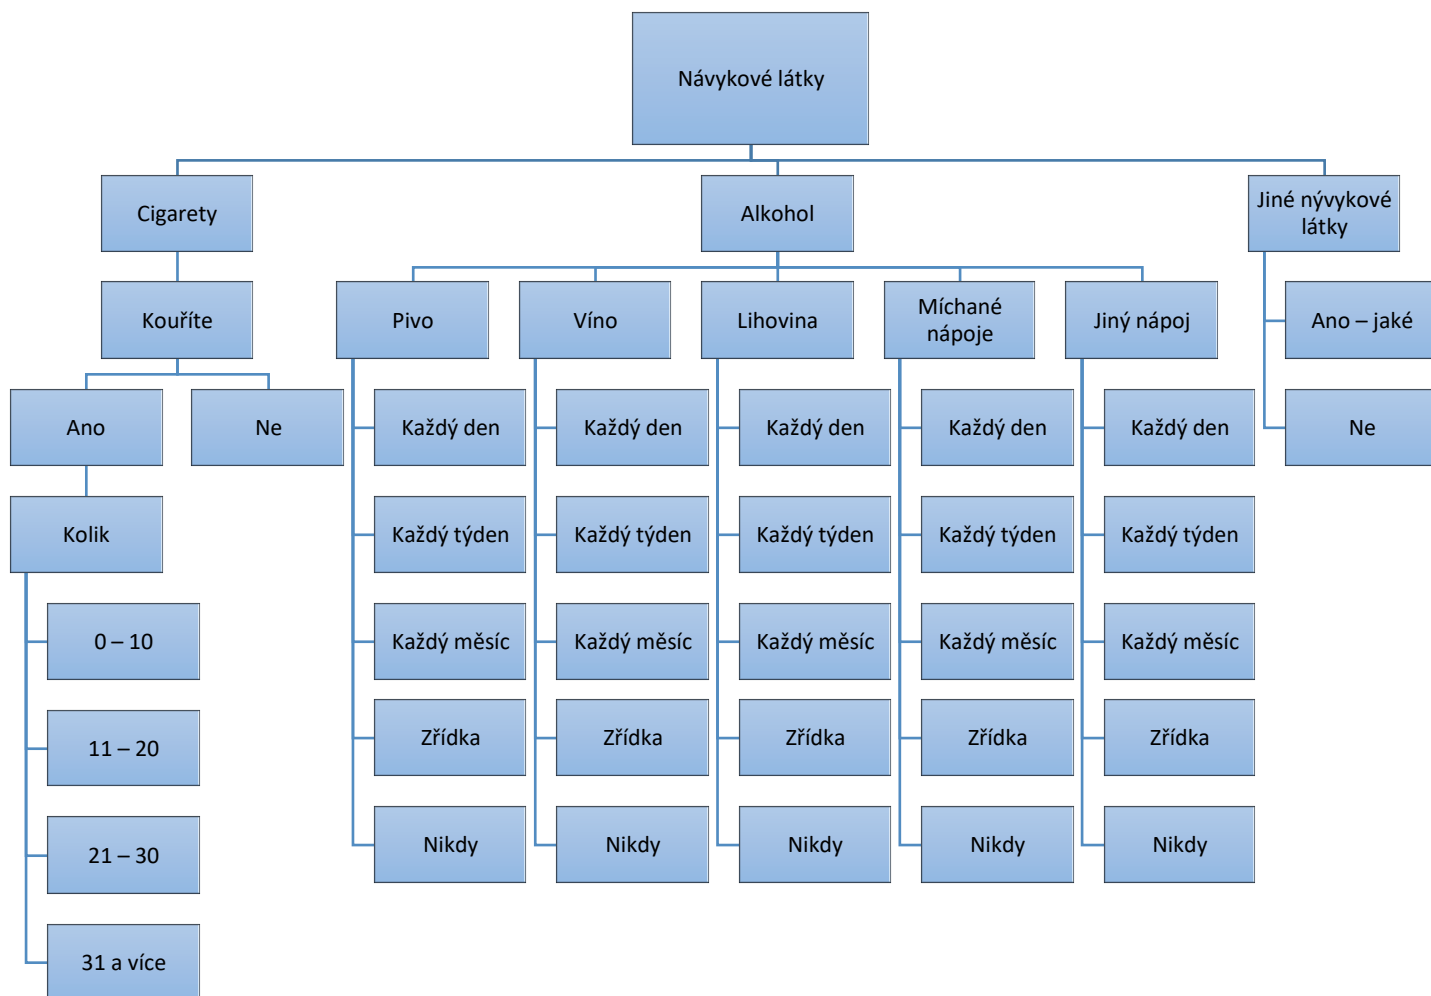 Návykové látky
Cigarety
Alkohol
Jiné nývykové
látky
Kouříte
Pivo
Víno
Lihovina
Míchané
nápoje
Jiný nápoj
Ano – jaké
Ano
Ne
Každý den
Každý den
Každý den
Každý den
Každý den
Ne
Kolik
Každý týden
Každý týden
Každý týden
Každý týden
Každý týden
0 – 10
Každý měsíc
Každý měsíc
Každý měsíc
Každý měsíc
Každý měsíc
11 – 20
Zřídka
Zřídka
Zřídka
Zřídka
Zřídka
21 – 30
Nikdy
Nikdy
Nikdy
Nikdy
Nikdy
31 a více